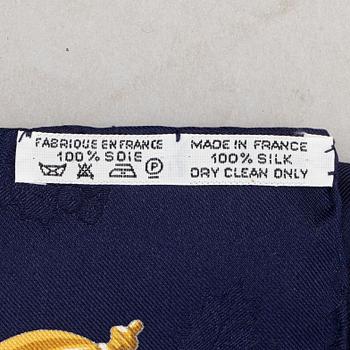 FABRIQUE EN FRANCE
100% SOIE
P
MADE IN FRANCE
100% SILK
DRY CLEAN ONLY